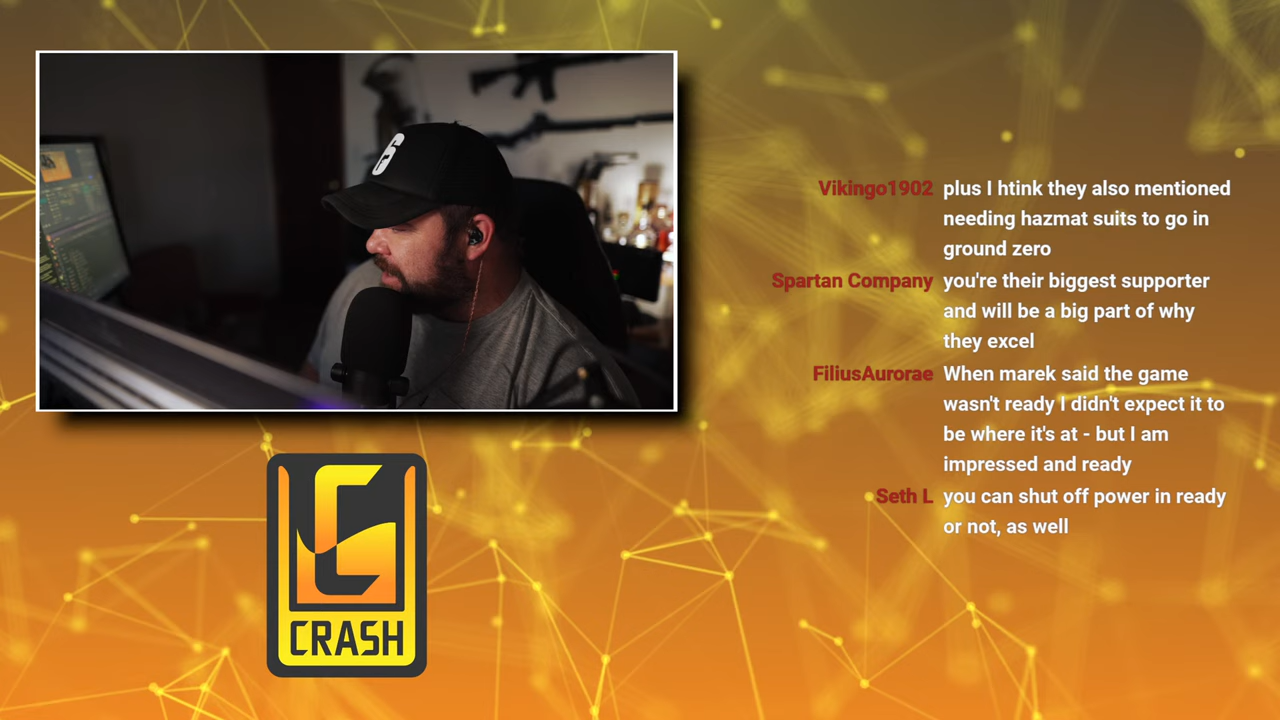 6
Vikingo1902 plus I htink they also mentioned
needing hazmat suits to go in
ground zero
Spartan Company you're their biggest supporter
and will be a big part of why
they excel
FiliusAurorae When marek said the game
wasn't ready I didn't expect it to
be where it's at - but I am
impressed and ready
Seth L you can shut off power in ready
or not, as well
CRASH